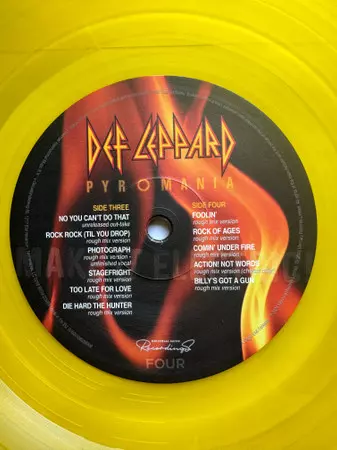 DEF LEPPARD
PYROMANIA
SIDE THREE
NO YOU CAN'T DO THAT
unreleased out-take
ROCK ROCK (TIL YOU DROP)
rough mix version
PHOTOGRAPH
rough mix version -
unfinished vocal
STAGEFRIGHT
rough mix version
TOO LATE FOR LOVE
rough mix version
DIE HARD THE HUNTER
rough mix version
SIDE FOUR
FOOLIN'
rough mix version
ROCK OF AGES
rough mix version
COMIN' UNDER FIRE
rough mix version
ACTION! NOT WORDS
rough mix version
BILLY'S GOT A GUN
rough mix version
Recordings
FOUR